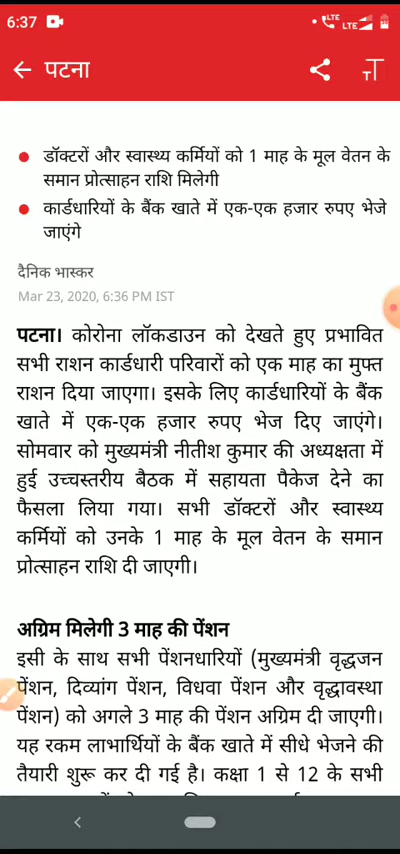 6:37
LTE
LTE
पटना
डॉक्टरों और स्वास्थ्य कर्मियों को 1 माह के मूल वेतन के
समान प्रोत्साहन राशि मिलेगी
कार्डधारियों के बैंक खाते में एक-एक हजार रुपए भेजे
जाएंगे
दैनिक भास्कर
Mar 23, 2020, 6:36 PM IST
पटना। कोरोना लॉकडाउन को देखते हुए प्रभावित
सभी राशन कार्डधारी परिवारों को एक माह का मुफ्त
राशन दिया जाएगा। इसके लिए कार्डधारियों के बैंक
खाते में एक-एक हजार रुपए भेज दिए जाएंगे।
सोमवार को मुख्यमंत्री नीतीश कुमार की अध्यक्षता में
हुई उच्चस्तरीय बैठक में सहायता पैकेज देने का
फैसला लिया गया। सभी डॉक्टरों और स्वास्थ्य
कर्मियों को उनके 1 माह के मूल वेतन के समान
प्रोत्साहन राशि दी जाएगी।
अग्रिम मिलेगी 3 माह की पेंशन
इसी के साथ सभी पेंशनधारियों (मुख्यमंत्री वृद्धजन
पेंशन, दिव्यांग पेंशन, विधवा पेंशन और वृद्धावस्था
पेंशन) को अगले 3 माह की पेंशन अग्रिम दी जाएगी।
यह रकम लाभार्थियों के बैंक खाते में सीधे भेजने की
तैयारी शुरू कर दी गई है। कक्षा 1 से 12 के सभी